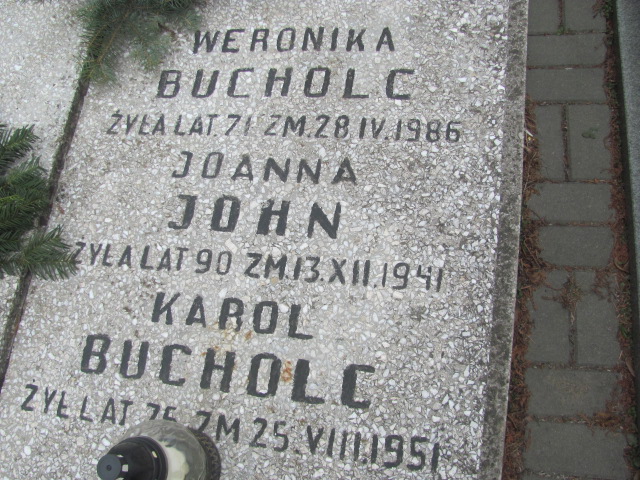 WERONIKA
BUCHOLC
ŻYŁA LAT 71 ZM. 28 IV. 1986
JOANNA
JOHN
ŻYŁA LAT 90 ZM. 13. XII. 1941
KAROL
BUCHOLC
ŻYŁ LAT ZM 25. VIII. 1951